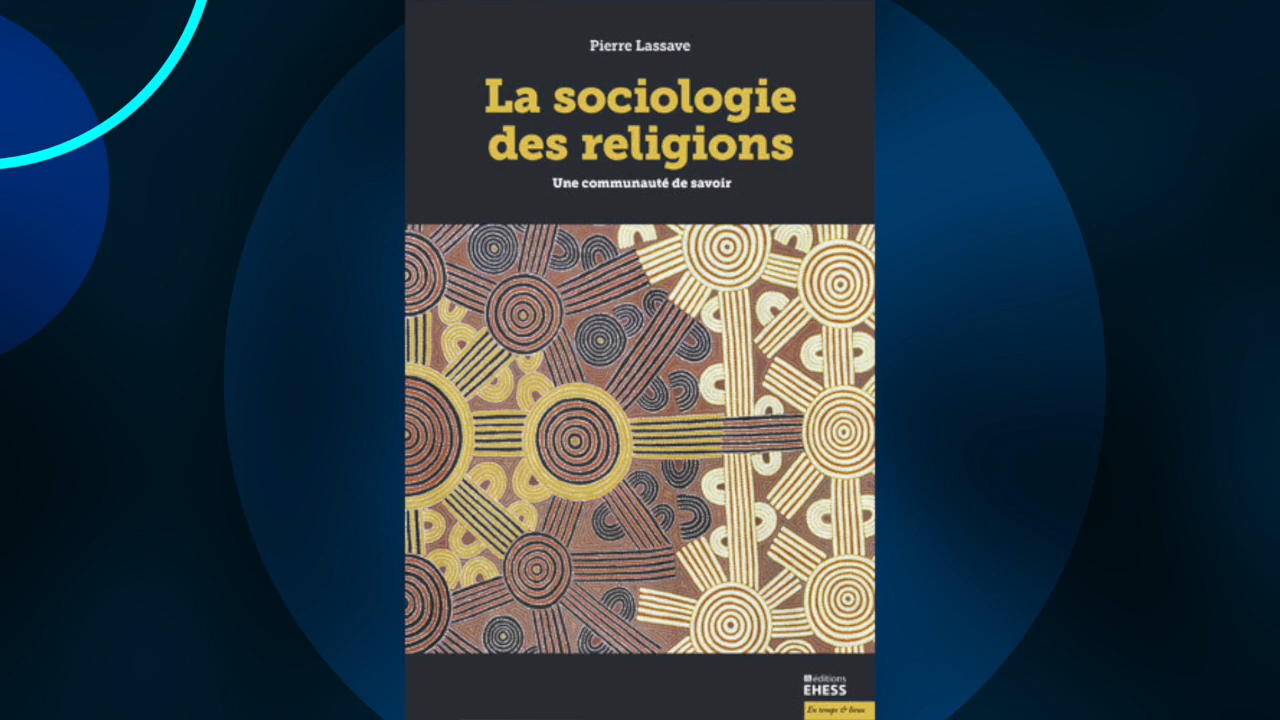 Pierre Lassave
La sociologie
des religions
Une communauté de savoir
éditions
EHESS
En temps & lieux